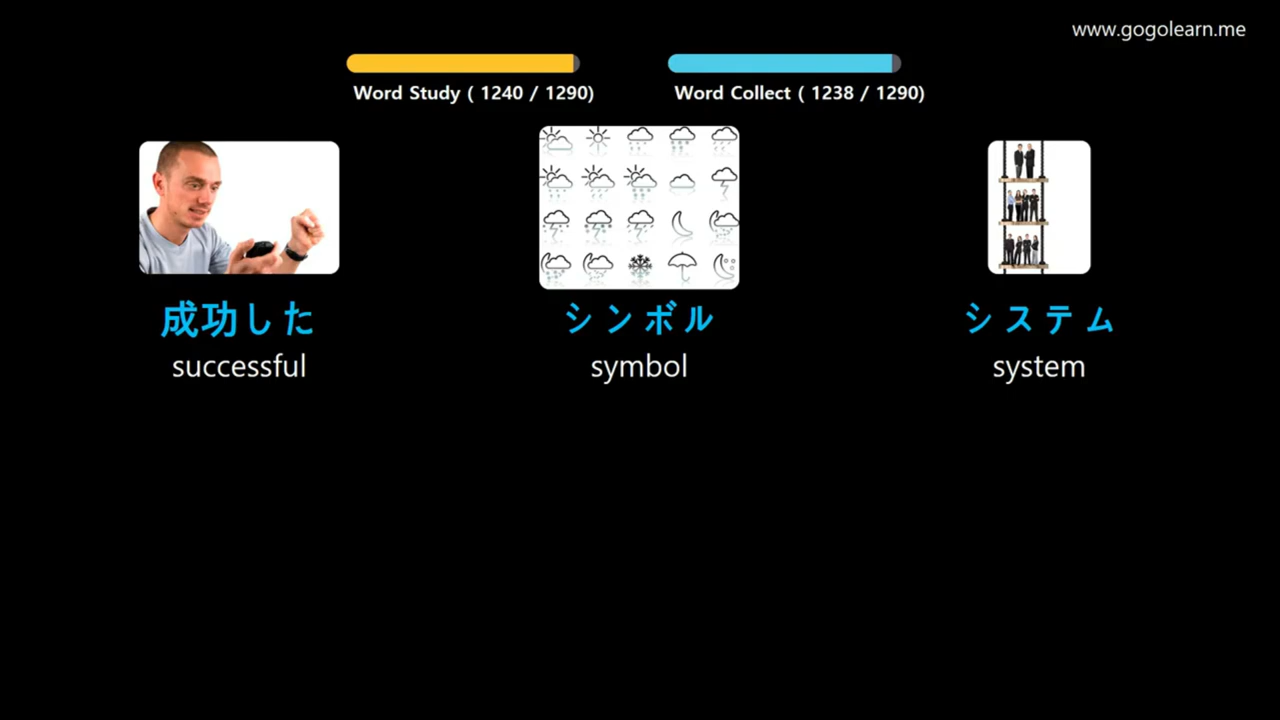 www.gogolearn.me
Word Study ( 1240 / 1290)
Word Collect ( 1238 / 1290)
成功した
シンボル
システム
successful
symbol
system